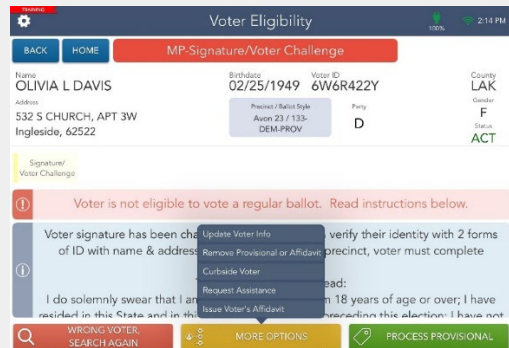 TRAINING
Voter Eligibility
100%
2:14 PM
BACK
HOME
MP-Signature/Voter Challenge
Name
OLIVIA L DAVIS
Birthdate
02/25/1949
Voter ID
6W6R422Y
County
LAK
Address
532 S CHURCH, APT 3W
Ingleside, 62522
Precinct / Ballot Style
Avon 23 / 133-
DEM-PROV
Party
D
Gender
F
Status
ACT
Signature/
Voter Challenge
Voter is not eligible to vote a regular ballot. Read instructions below.
Voter signature has been cha verify their identity with 2 forms
of ID with name & addres precinct, voter must complete
ead:
I do solemnly swear that I an m 18 years of age or over; I have
resided in this State and in thi preceding this election; I have not
Update Voter Info
Remove Provisional or Affidavit
Curbside Voter
Request Assistance
Issue Voter's Affidavit
WRONG VOTER,
SEARCH AGAIN
MORE OPTIONS
PROCESS PROVISIONAL